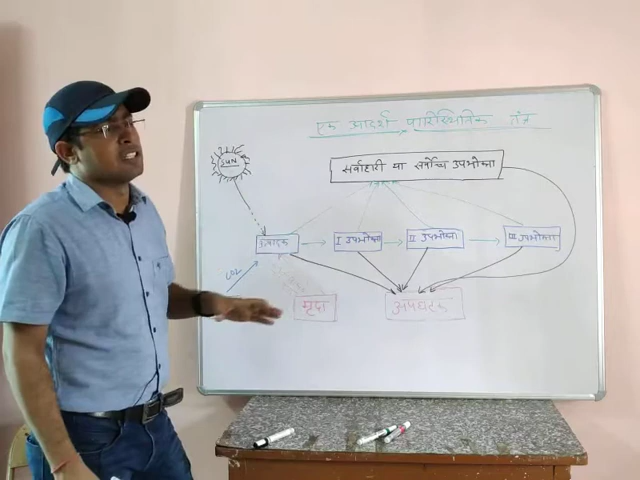 एक आदर्श पारिस्थितिक तंत्र
SUN
सर्वाहारी या सर्वोच्च उपभोक्ता
उत्पादक
I उपभोक्ता
II उपभोक्ता
III उपभोक्ता
CO2
मृदा
अपघटक